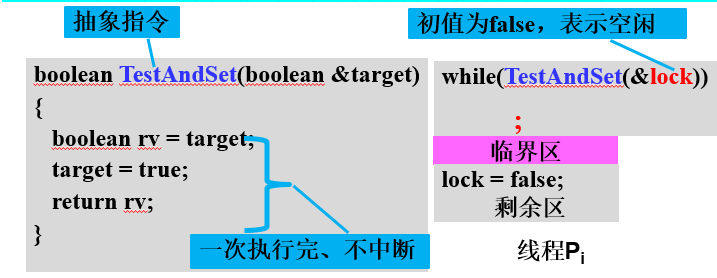 抽象指令
初值为false，表示空闲
boolean TestAndSet(boolean &target)
{
boolean rv = target;
target = true;
return rv;
}
一次执行完、不中断
while(TestAndSet(&lock))
;
临界区
lock = false;
剩余区
线程Pi